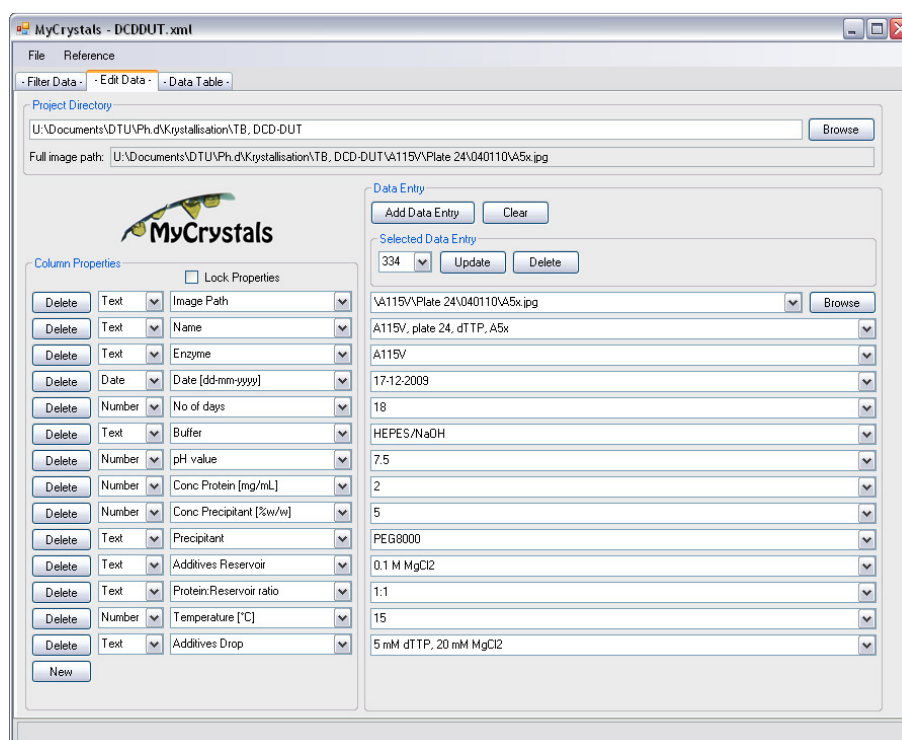 MyCrystals - DCDDUT.xml
File Reference
- Filter Data - - Edit Data - - Data Table -
Project Directory
U:\Documents\DTU\Ph.d\Krystallisation\TB, DCD-DUT Browse
Full image path: U:\Documents\DTU\Ph.d\Krystallisation\TB, DCD-DUT\A115V\Plate 24\040110\A5x.jpg
MyCrystals
Data Entry
Add Data Entry Clear
Selected Data Entry
334 Update Delete
Column Properties
Lock Properties
Delete Text Image Path \A115V\Plate 24\040110\A5x.jpg Browse
Delete Text Name A115V, plate 24, dTTP, A5x
Delete Text Enzyme A115V
Delete Date Date [dd-mm-yyyy] 17-12-2009
Delete Number No of days 18
Delete Text Buffer HEPES/NaOH
Delete Number pH value 7.5
Delete Number Conc Protein [mg/mL] 2
Delete Number Conc Precipitant [%w/w] 5
Delete Text Precipitant PEG8000
Delete Text Additives Reservoir 0.1 M MgCl2
Delete Text Protein:Reservoir ratio 1:1
Delete Number Temperature [°C] 15
Delete Text Additives Drop 5 mM dTTP, 20 mM MgCl2
New